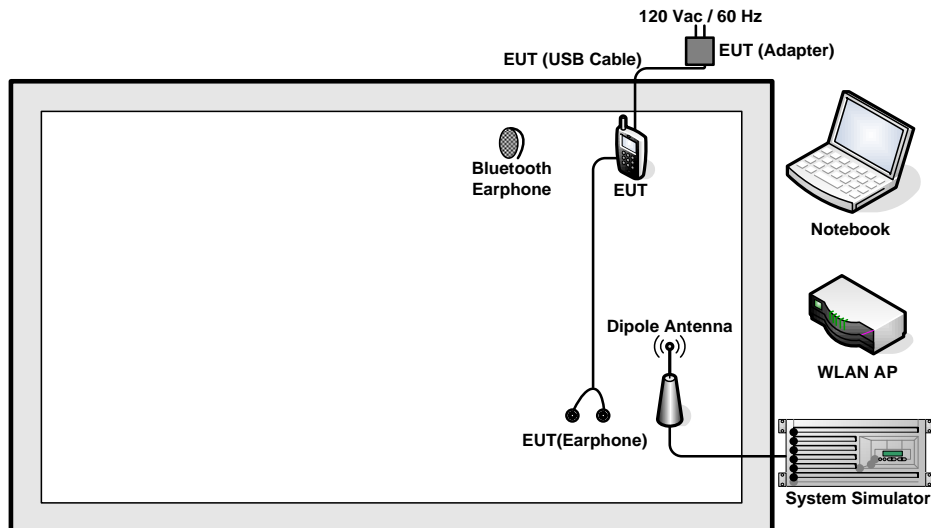 120 Vac / 60 Hz
EUT (USB Cable)
EUT (Adapter)
Bluetooth
Earphone
EUT
Notebook
Dipole Antenna
WLAN AP
EUT(Earphone)
System Simulator